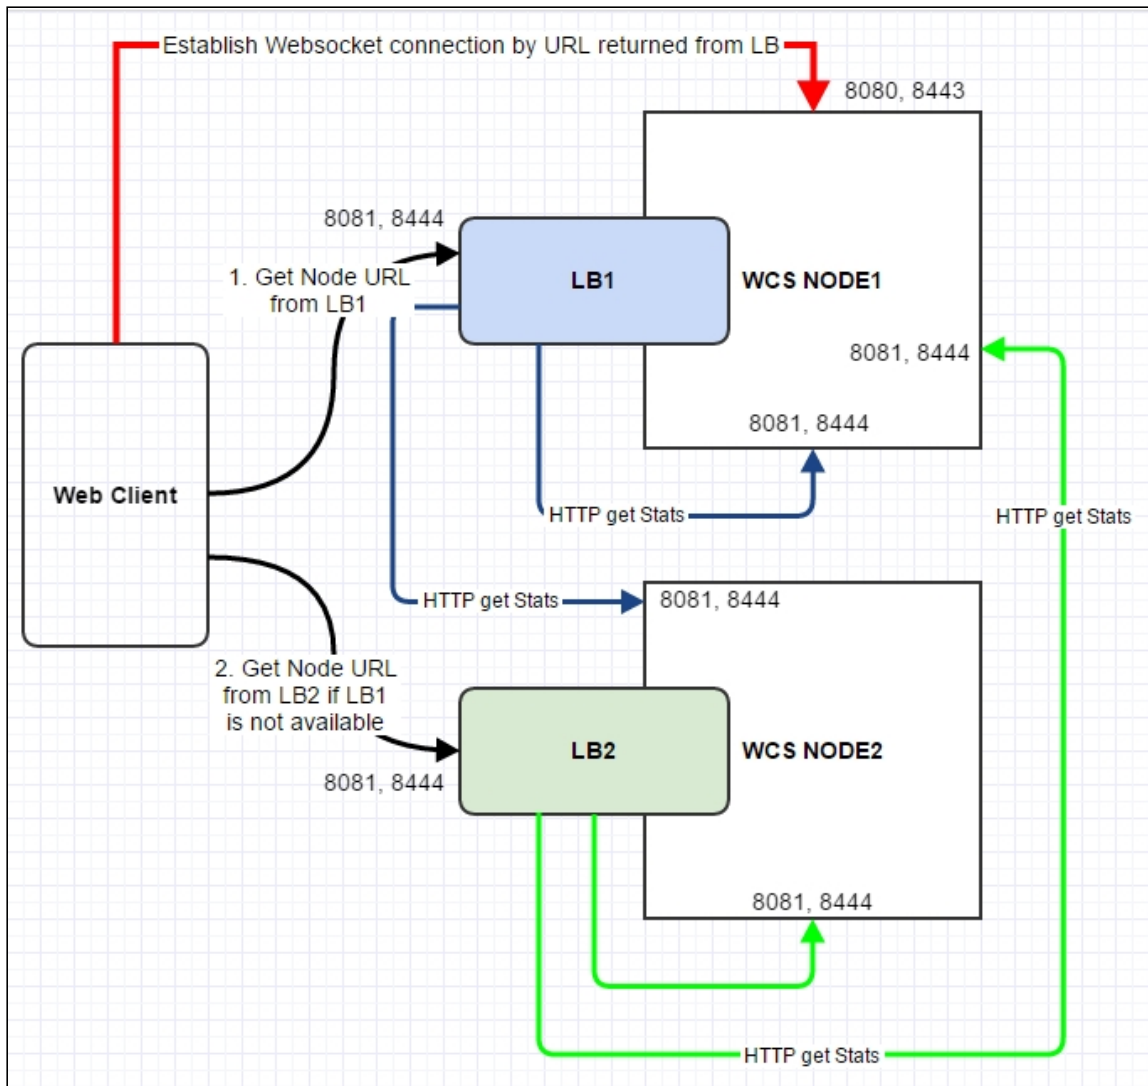 Establish Websocket connection by URL returned from LB
8080, 8443
8081, 8444
1. Get Node URL
from LB1
LB1
WCS NODE1
8081, 8444
8081, 8444
Web Client
HTTP get Stats
HTTP get Stats
HTTP get Stats
8081, 8444
2. Get Node URL
from LB2 if LB1
is not available
LB2
WCS NODE2
8081, 8444
8081, 8444
HTTP get Stats